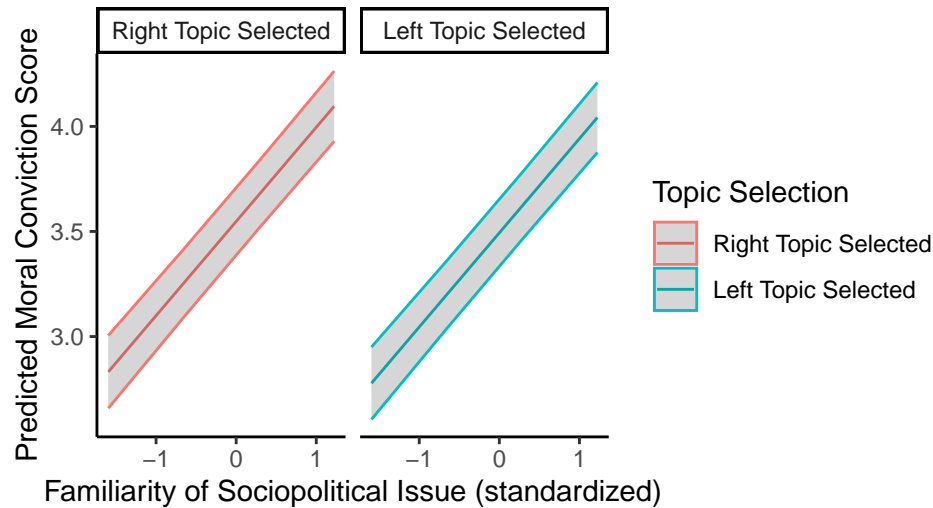 Right Topic Selected
Left Topic Selected
Predicted Moral Conviction Score
4.0
3.5
3.0
−1
0
1
−1
0
1
Familiarity of Sociopolitical Issue (standardized)
Topic Selection
Right Topic Selected
Left Topic Selected